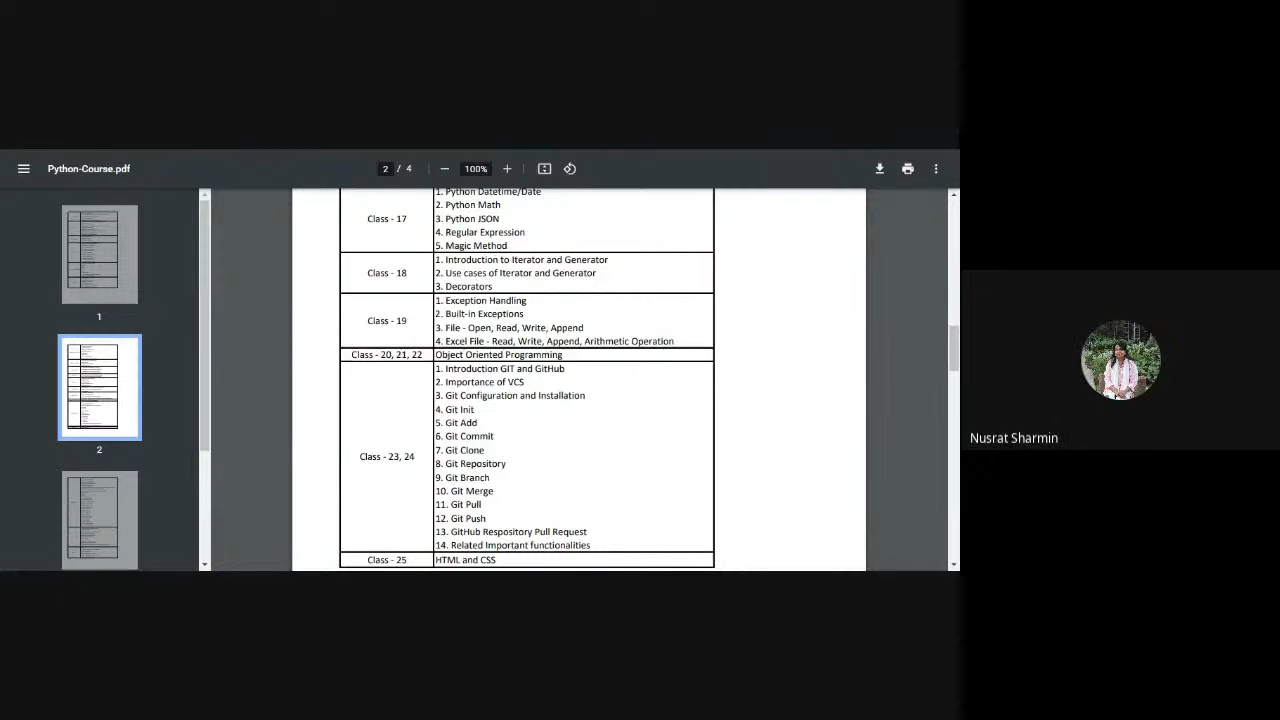 Python-Course.pdf
2 / 4
100%
1
2
1. Python Datetime/Date
2. Python Math
Class - 17
3. Python JSON
4. Regular Expression
5. Magic Method
1. Introduction to Iterator and Generator
Class - 18
2. Use cases of Iterator and Generator
3. Decorators
1. Exception Handling
2. Built-in Exceptions
Class - 19
3. File - Open, Read, Write, Append
4. Excel File - Read, Write, Append, Arithmetic Operation
Class - 20, 21, 22
Object Oriented Programming
1. Introduction GIT and GitHub
2. Importance of VCS
3. Git Configuration and Installation
4. Git Init
5. Git Add
6. Git Commit
7. Git Clone
Class - 23, 24
8. Git Repository
9. Git Branch
10. Git Merge
11. Git Pull
12. Git Push
13. GitHub Respository Pull Request
14. Related Important functionalities
Class - 25
HTML and CSS
Nusrat Sharmin